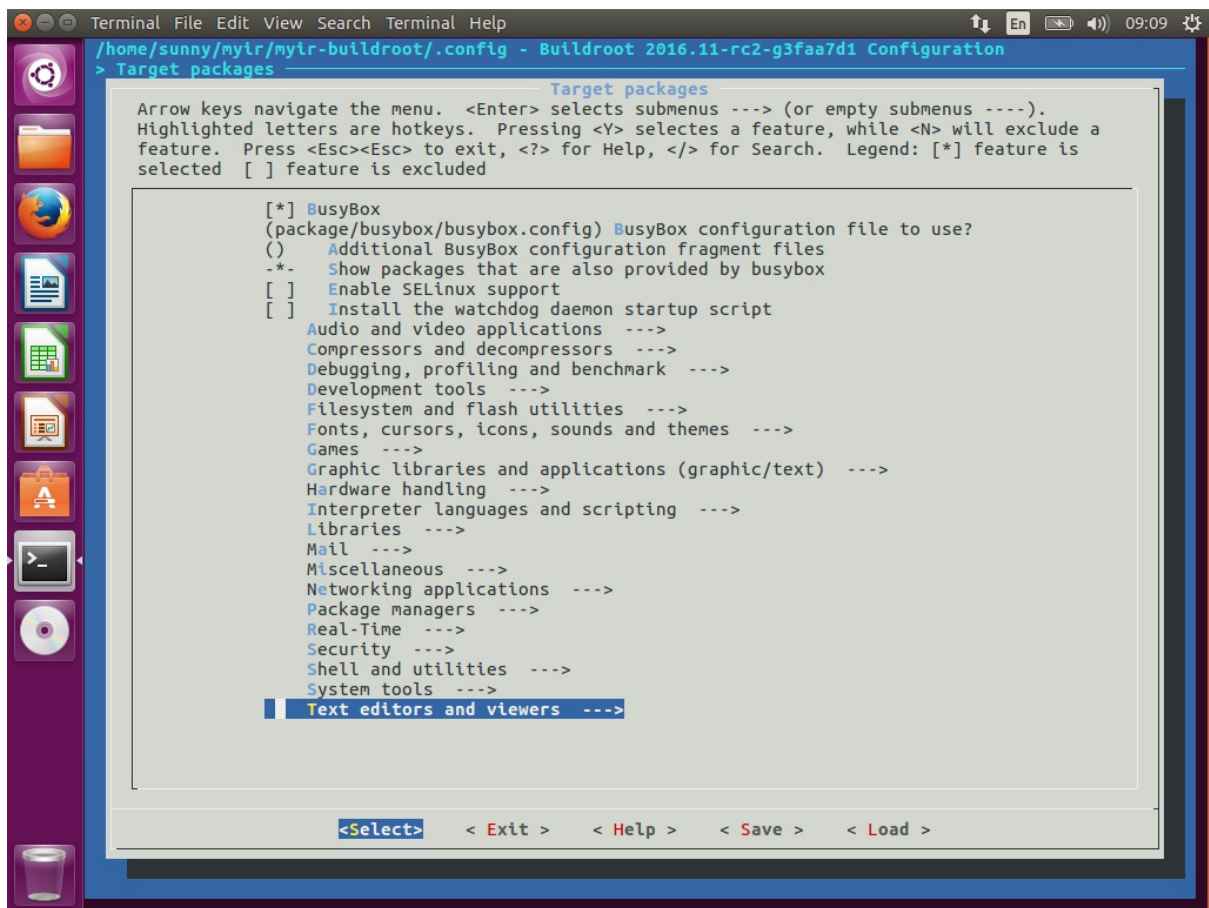 Terminal File Edit View Search Terminal Help En 09:09
/home/sunny/myir/myir-buildroot/.config - Buildroot 2016.11-rc2-g3faa7d1 Configuration
> Target packages
Target packages
Arrow keys navigate the menu. <Enter> selects submenus ---> (or empty submenus ----).
Highlighted letters are hotkeys. Pressing <Y> selectes a feature, while <N> will exclude a
feature. Press <Esc><Esc> to exit, <?> for Help, </> for Search. Legend: [*] feature is
selected [ ] feature is excluded
[*] BusyBox
(package/busybox/busybox.config) BusyBox configuration file to use?
() Additional BusyBox configuration fragment files
-*- Show packages that are also provided by busybox
[ ] Enable SELinux support
[ ] Install the watchdog daemon startup script
Audio and video applications --->
Compressors and decompressors --->
Debugging, profiling and benchmark --->
Development tools --->
Filesystem and flash utilities --->
Fonts, cursors, icons, sounds and themes --->
Games --->
Graphic libraries and applications (graphic/text) --->
Hardware handling --->
Interpreter languages and scripting --->
Libraries --->
Mail --->
Miscellaneous --->
Networking applications --->
Package managers --->
Real-Time --->
Security --->
Shell and utilities --->
System tools --->
Text editors and viewers --->
<Select> < Exit > < Help > < Save > < Load >